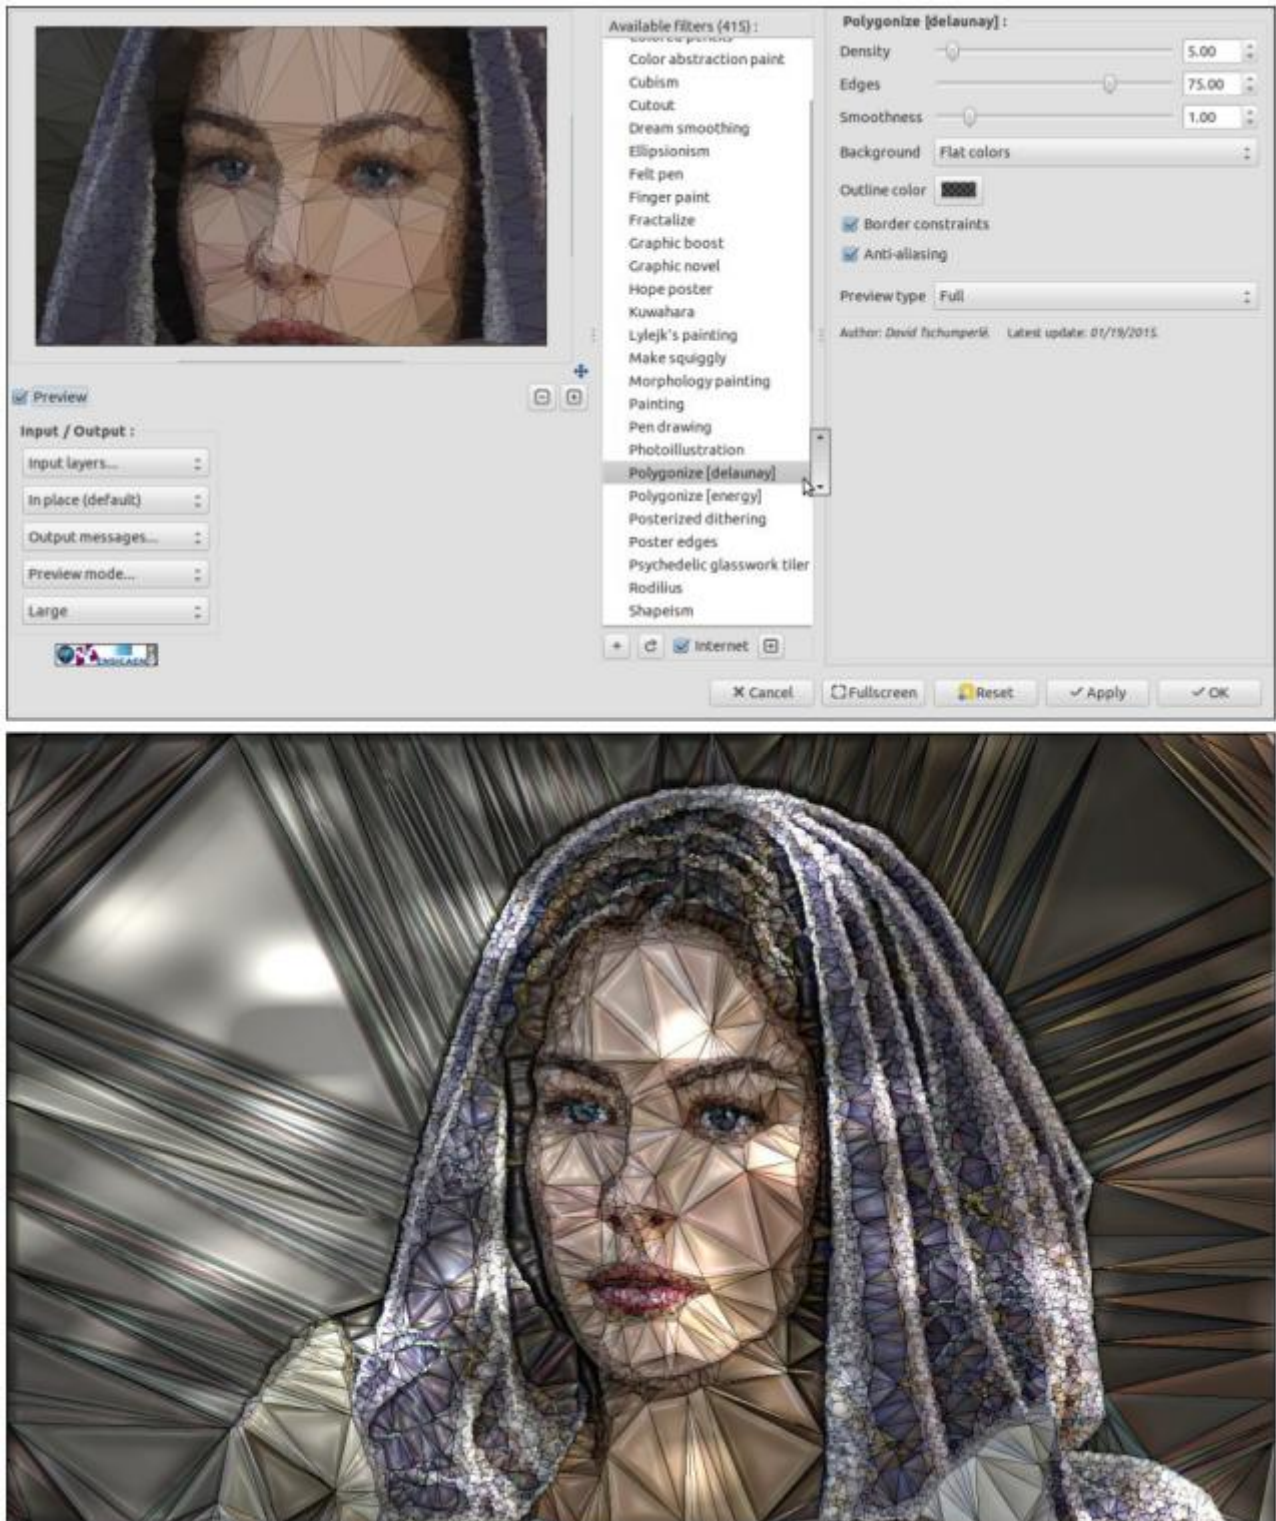 Available filters (415) :
Colored pencils
Color abstraction paint
Cubism
Cutout
Dream smoothing
Ellipsionism
Felt pen
Finger paint
Fractalize
Graphic boost
Graphic novel
Hope poster
Kuwahara
Lylejk's painting
Make squiggly
Morphology painting
Painting
Pen drawing
Photoillustration
Polygonize [delaunay]
Polygonize [energy]
Posterized dithering
Poster edges
Psychedelic glasswork tiler
Rodilius
Shapeism
Internet
Polygonize [delaunay] :
Density 5.00
Edges 75.00
Smoothness 1.00
Background Flat colors
Outline color
Border constraints
Anti-aliasing
Preview type Full
Author: David Tschumperlé. Latest update: 01/19/2015.
Preview
Input / Output :
Input layers...
In place (default)
Output messages...
Preview mode...
Large
ENSICAEN
Cancel Fullscreen Reset Apply OK